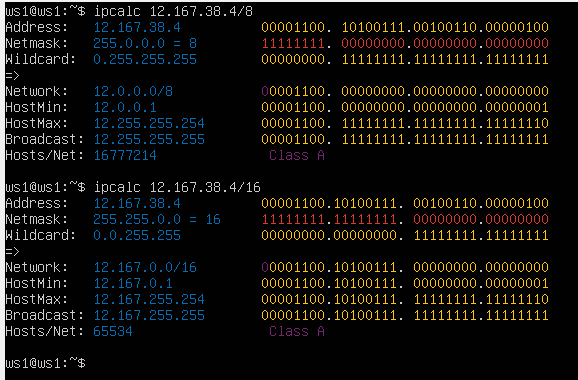 ws1@ws1:~$ ipcalc 12.167.38.4/8
Address:   12.167.38.4          00001100. 10100111.00100110.00000100
Netmask:   255.0.0.0 = 8        11111111. 00000000.00000000.00000000
Wildcard:  0.255.255.255        00000000. 11111111.11111111.11111111
=>
Network:   12.0.0.0/8           00001100. 00000000.00000000.00000000
HostMin:   12.0.0.1             00001100. 00000000.00000000.00000001
HostMax:   12.255.255.254       00001100. 11111111.11111111.11111110
Broadcast: 12.255.255.255       00001100. 11111111.11111111.11111111
Hosts/Net: 16777214              Class A
ws1@ws1:~$ ipcalc 12.167.38.4/16
Address:   12.167.38.4          00001100.10100111. 00100110.00000100
Netmask:   255.255.0.0 = 16     11111111.11111111. 00000000.00000000
Wildcard:  0.0.255.255          00000000.00000000. 11111111.11111111
=>
Network:   12.167.0.0/16        00001100.10100111. 00000000.00000000
HostMin:   12.167.0.1           00001100.10100111. 00000000.00000001
HostMax:   12.167.255.254       00001100.10100111. 11111111.11111110
Broadcast: 12.167.255.255       00001100.10100111. 11111111.11111111
Hosts/Net: 65534                 Class A
ws1@ws1:~$